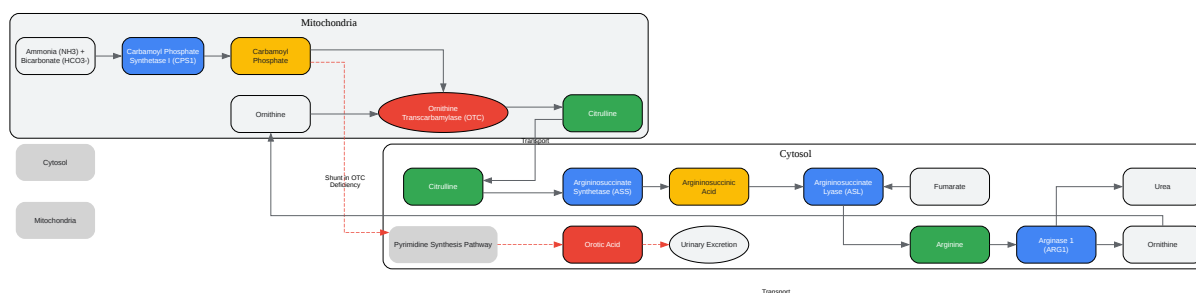 Mitochondria
Ammonia (NH3) +
Bicarbonate (HCO3-)
Carbamoyl Phosphate
Synthetase I (CPS1)
Carbamoyl
Phosphate
Ornithine
Ornithine
Transcarbamylase (OTC)
Citrulline
Transport
Cytosol
Mitochondria
Shunt in OTC
Deficiency
Cytosol
Citrulline
Argininosuccinate
Synthetase (ASS)
Argininosuccinic
Acid
Argininosuccinate
Lyase (ASL)
Fumarate
Urea
Pyrimidine Synthesis Pathway
Orotic Acid
Urinary Excretion
Arginine
Arginase 1
(ARG1)
Ornithine
Transport